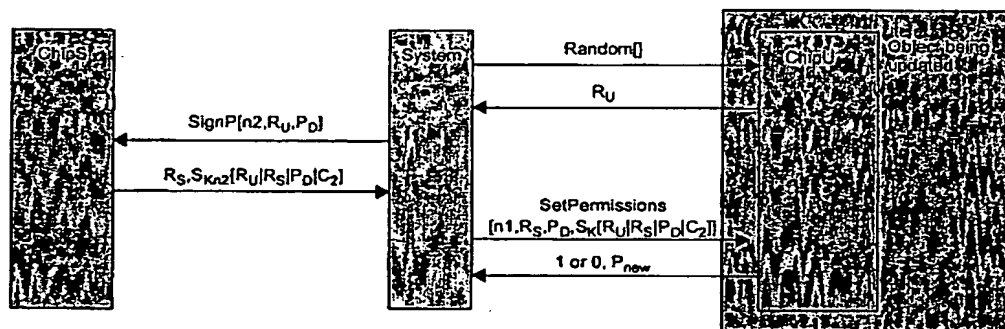 ChipS
System
ChipU
Object being
updated
Random[]
R_U
SignP[n2,R_U,P_D]
R_S,S_Kn2[R_U|R_S|P_D|C_2]
SetPermissions
[n1,R_S,P_D,S_K[R_U|R_S|P_D|C_2]]
1 or 0, P_new